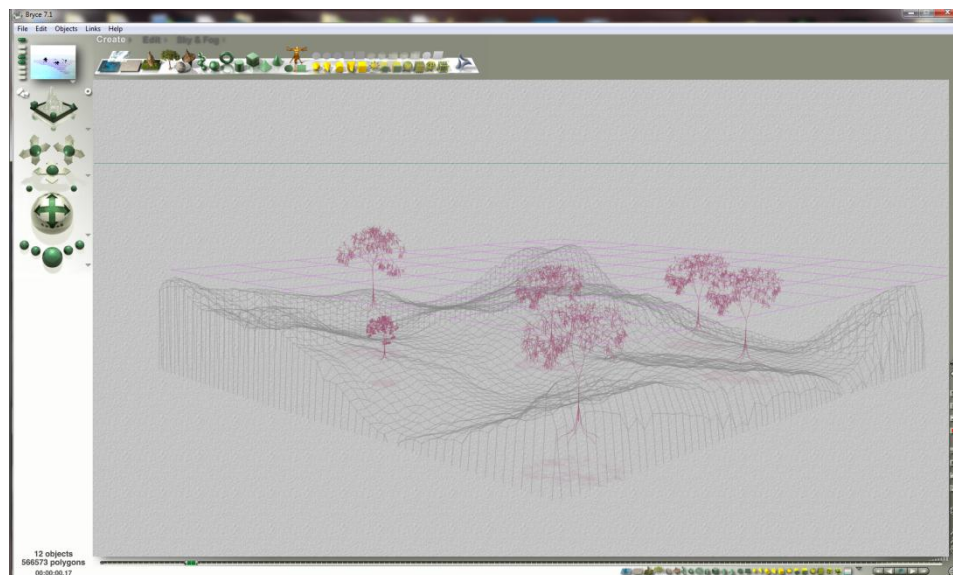 Bryce 7.1
File Edit Objects Links Help
Create Edit Sky & Fog
12 objects
566573 polygons
00:00:00.17